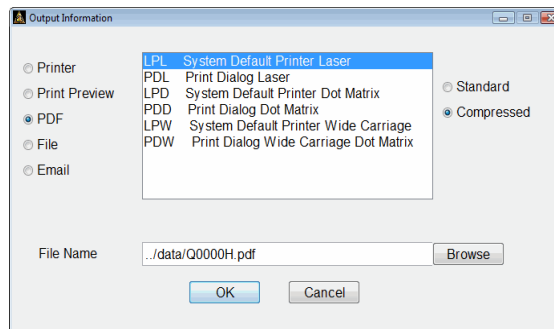 Output Information
Printer
Print Preview
PDF
File
Email
LPL System Default Printer Laser
PDL Print Dialog Laser
LPD System Default Printer Dot Matrix
PDD Print Dialog Dot Matrix
LPW System Default Printer Wide Carriage
PDW Print Dialog Wide Carriage Dot Matrix
Standard
Compressed
File Name
../data/Q0000H.pdf
Browse
OK
Cancel